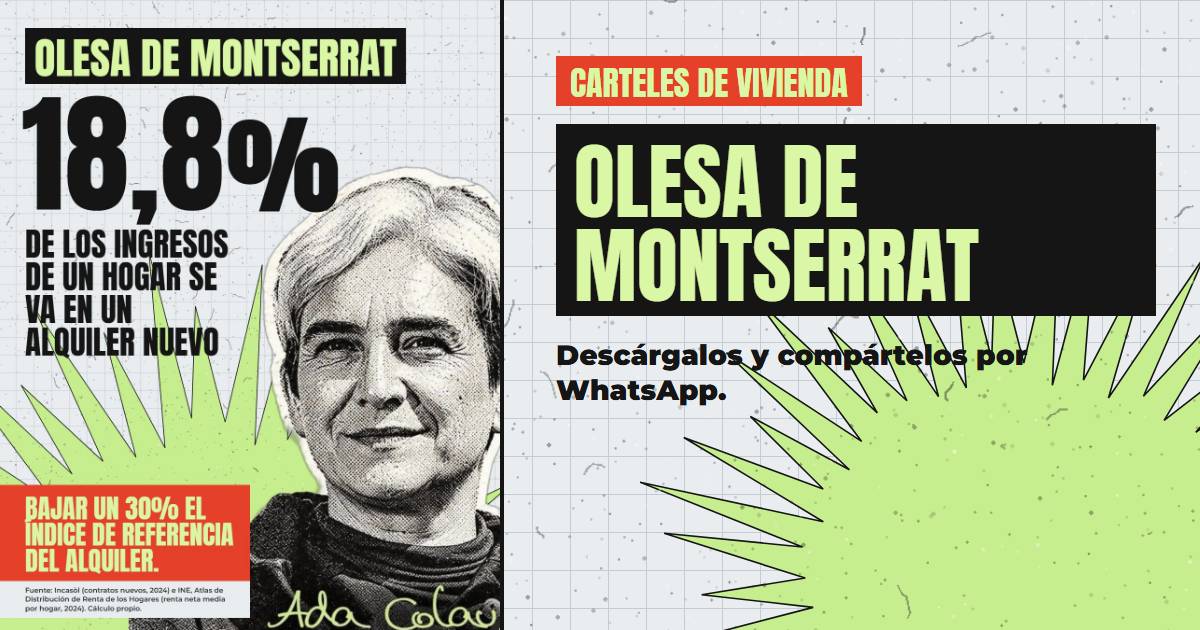 OLESA DE MONTSERRAT
18,8%
DE LOS INGRESOS
DE UN HOGAR SE
VA EN UN
ALQUILER NUEVO
BAJAR UN 30% EL
ÍNDICE DE REFERENCIA
DEL ALQUILER.
Fuente: Incasòl (contratos nuevos, 2024) e INE, Atlas de
Distribución de Renta de los Hogares (renta neta media
por hogar, 2024). Cálculo propio.
Ada Colau
CARTELES DE VIVIENDA
OLESA DE
MONTSERRAT
Descárgalos y compártelos por
WhatsApp.